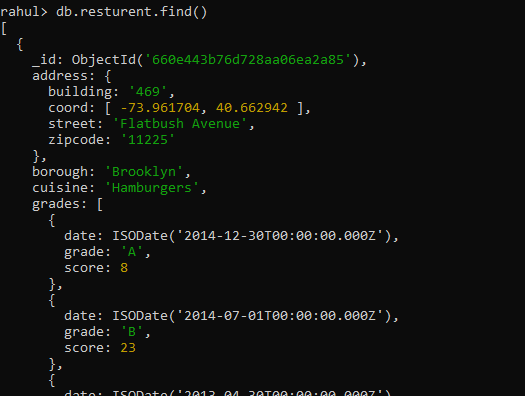 rahul> db.resturent.find()
[
  {
    _id: ObjectId('660e443b76d728aa06ea2a85'),
    address: {
      building: '469',
      coord: [ -73.961704, 40.662942 ],
      street: 'Flatbush Avenue',
      zipcode: '11225'
    },
    borough: 'Brooklyn',
    cuisine: 'Hamburgers',
    grades: [
      {
        date: ISODate('2014-12-30T00:00:00.000Z'),
        grade: 'A',
        score: 8
      },
      {
        date: ISODate('2014-07-01T00:00:00.000Z'),
        grade: 'B',
        score: 23
      },
      {
        date: ISODate('2013-04-30T00:00:00.000Z'),